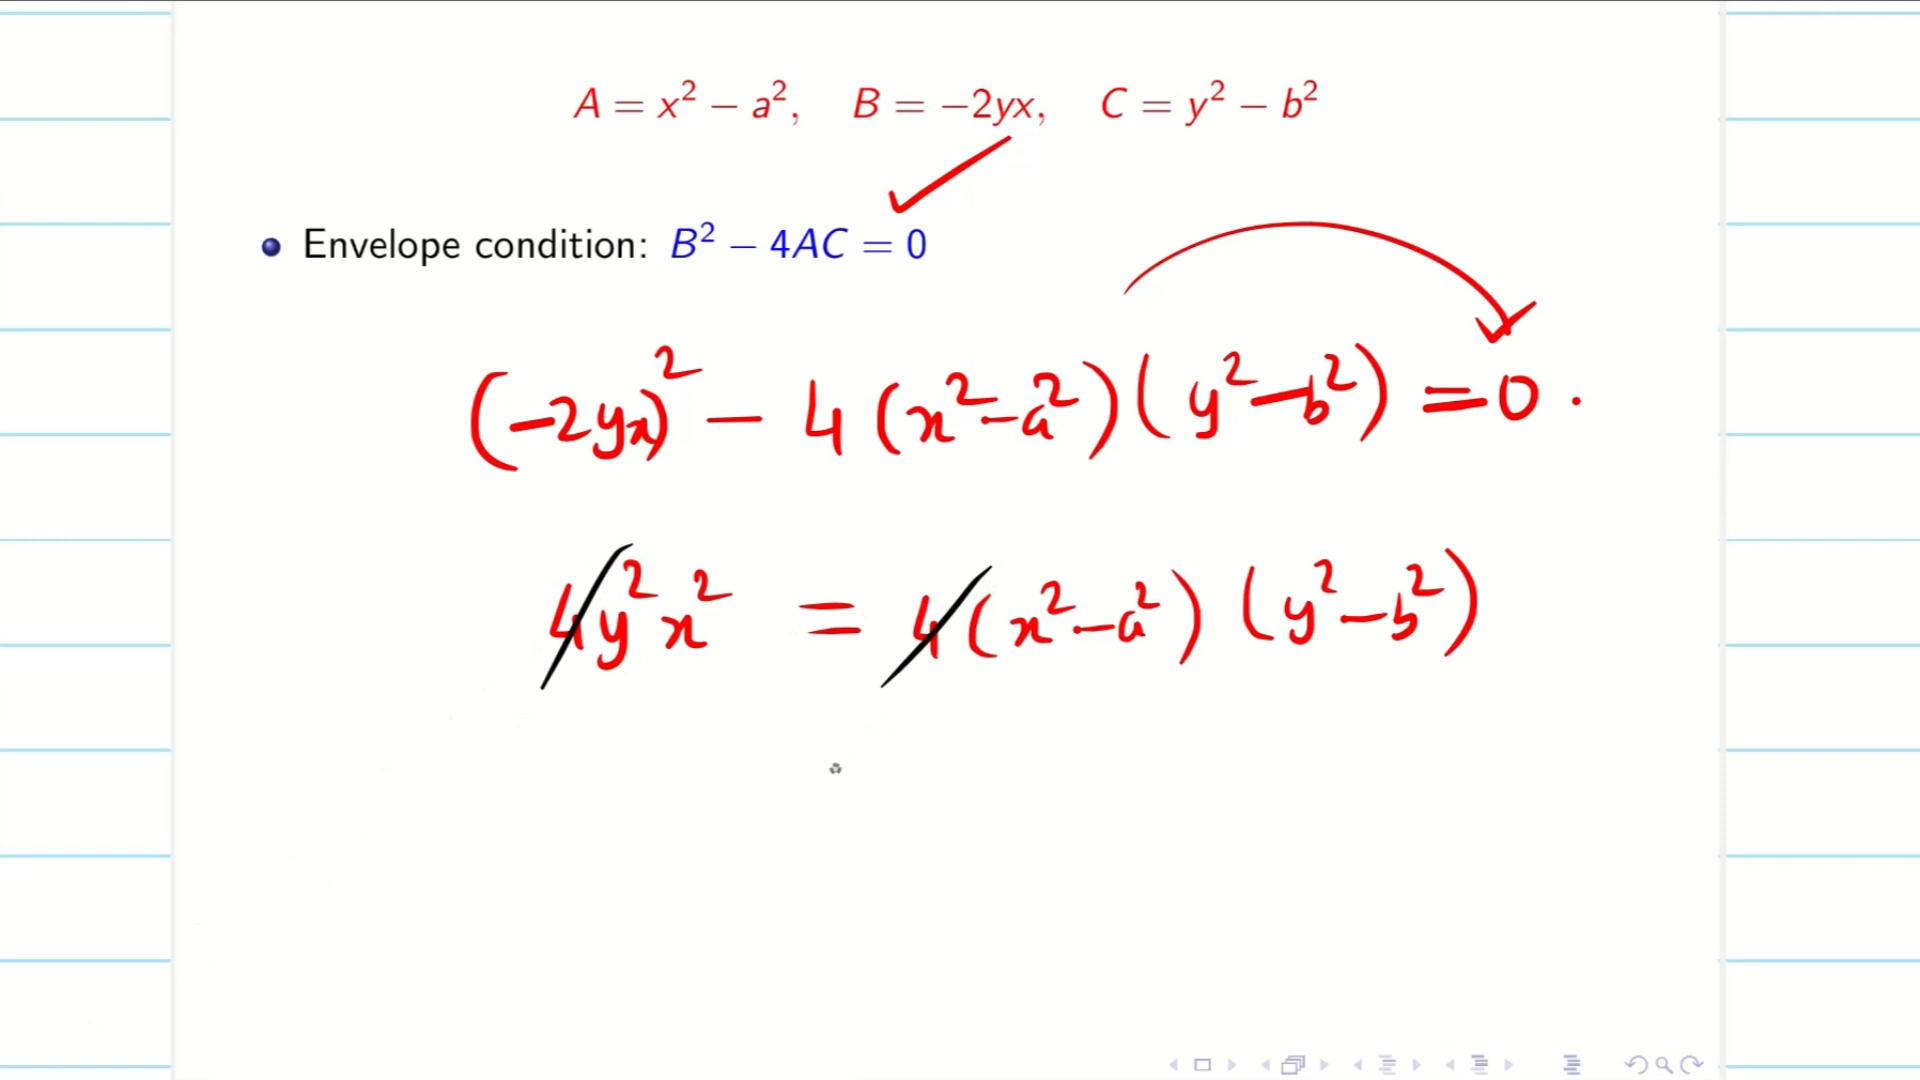 A = x² − a², B = −2yx, C = y² − b²
Envelope condition: B² − 4AC = 0
(−2yx)² − 4(x²−a²)(y²−b²) = 0.
4y²x² = 4(x²−a²)(y²−b²)